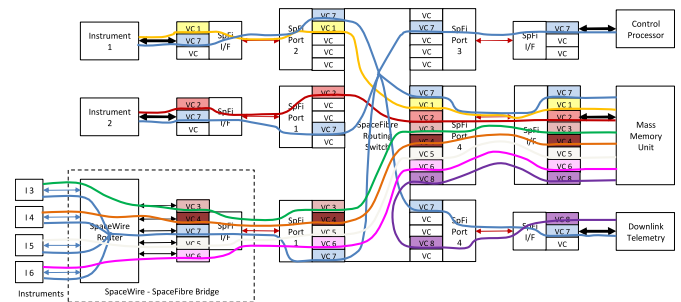 Instrument
1
VC 1
VC 7
VC
SpFi
I/F
SpFi
Port
2
VC 7
VC 1
VC
VC
VC
VC
VC 7
VC
VC
VC
SpFi
Port
3
SpFi
I/F
VC 7
VC
VC
Control
Processor
Instrument
2
VC 2
VC 7
VC
SpFi
I/F
SpFi
Port
1
VC 2
VC
VC
VC 7
VC
SpaceFibre
Routing
Switch
VC 7
VC 1
VC 2
VC 3
VC 4
VC 5
VC 6
VC 8
SpFi
Port
4
SpFi
I/F
VC 7
VC 1
VC 2
VC 3
VC 4
VC 5
VC 6
VC 8
Mass
Memory
Unit
I 3
I 4
I 5
I 6
Instruments
SpaceWire
Router
VC 3
VC 4
VC 7
VC 5
VC 6
SpFi
I/F
SpaceWire - SpaceFibre Bridge
SpFi
Port
1
VC 3
VC 4
VC 5
VC 6
VC 7
VC 7
VC
VC
VC 8
VC
SpFi
Port
4
SpFi
I/F
VC 8
VC 7
VC
Downlink
Telemetry